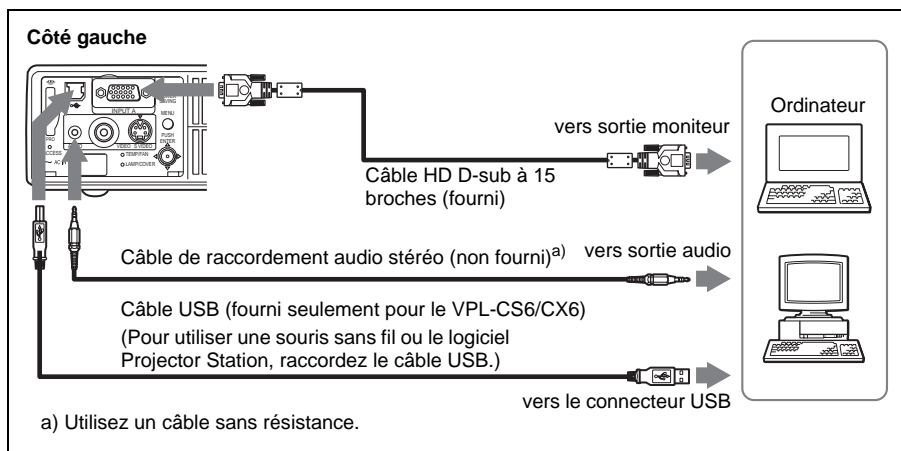 Côté gauche
INPUT A
MENU
PUSH
ENTER
VIDEO
S VIDEO
PRO
ACCESS
AC IN
TEMP/FAN
LAMP/COVER
Ordinateur
vers sortie moniteur
Câble HD D-sub à 15
broches (fourni)
Câble de raccordement audio stéréo (non fourni)a)
vers sortie audio
Câble USB (fourni seulement pour le VPL-CS6/CX6)
(Pour utiliser une souris sans fil ou le logiciel
Projector Station, raccordez le câble USB.)
vers le connecteur USB
a) Utilisez un câble sans résistance.